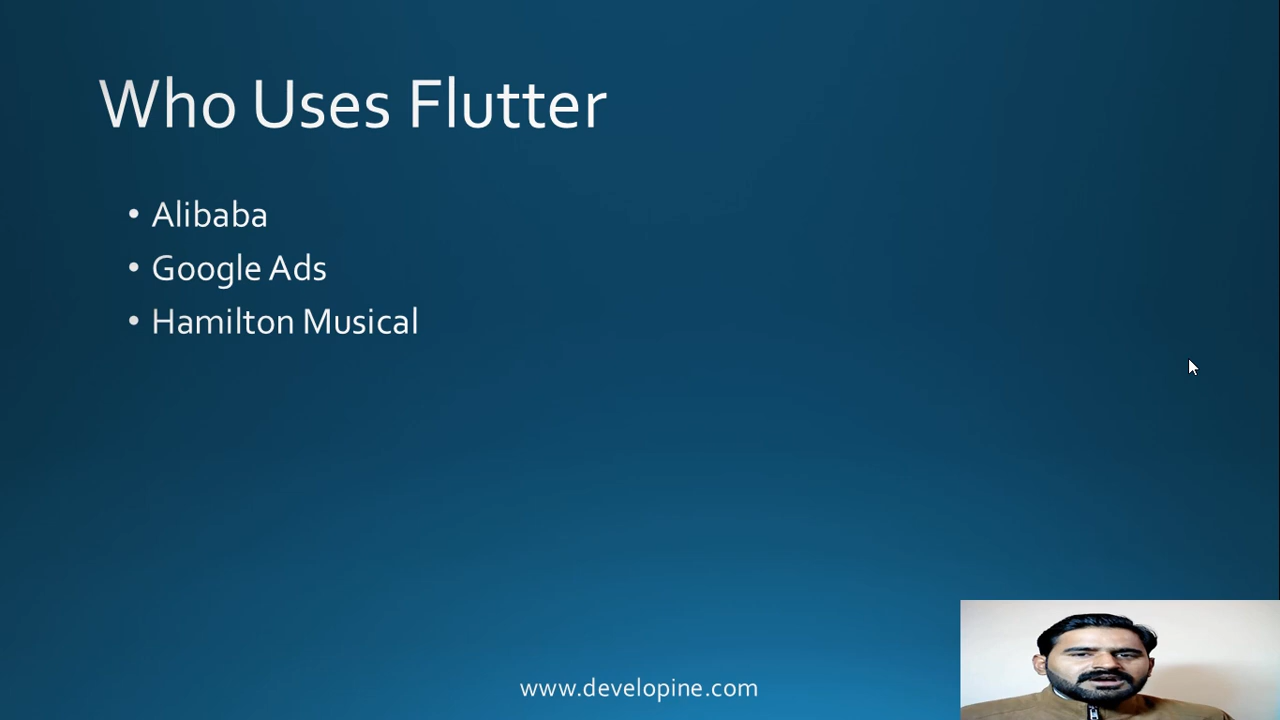 Who Uses Flutter
• Alibaba
• Google Ads
• Hamilton Musical
www.developine.com